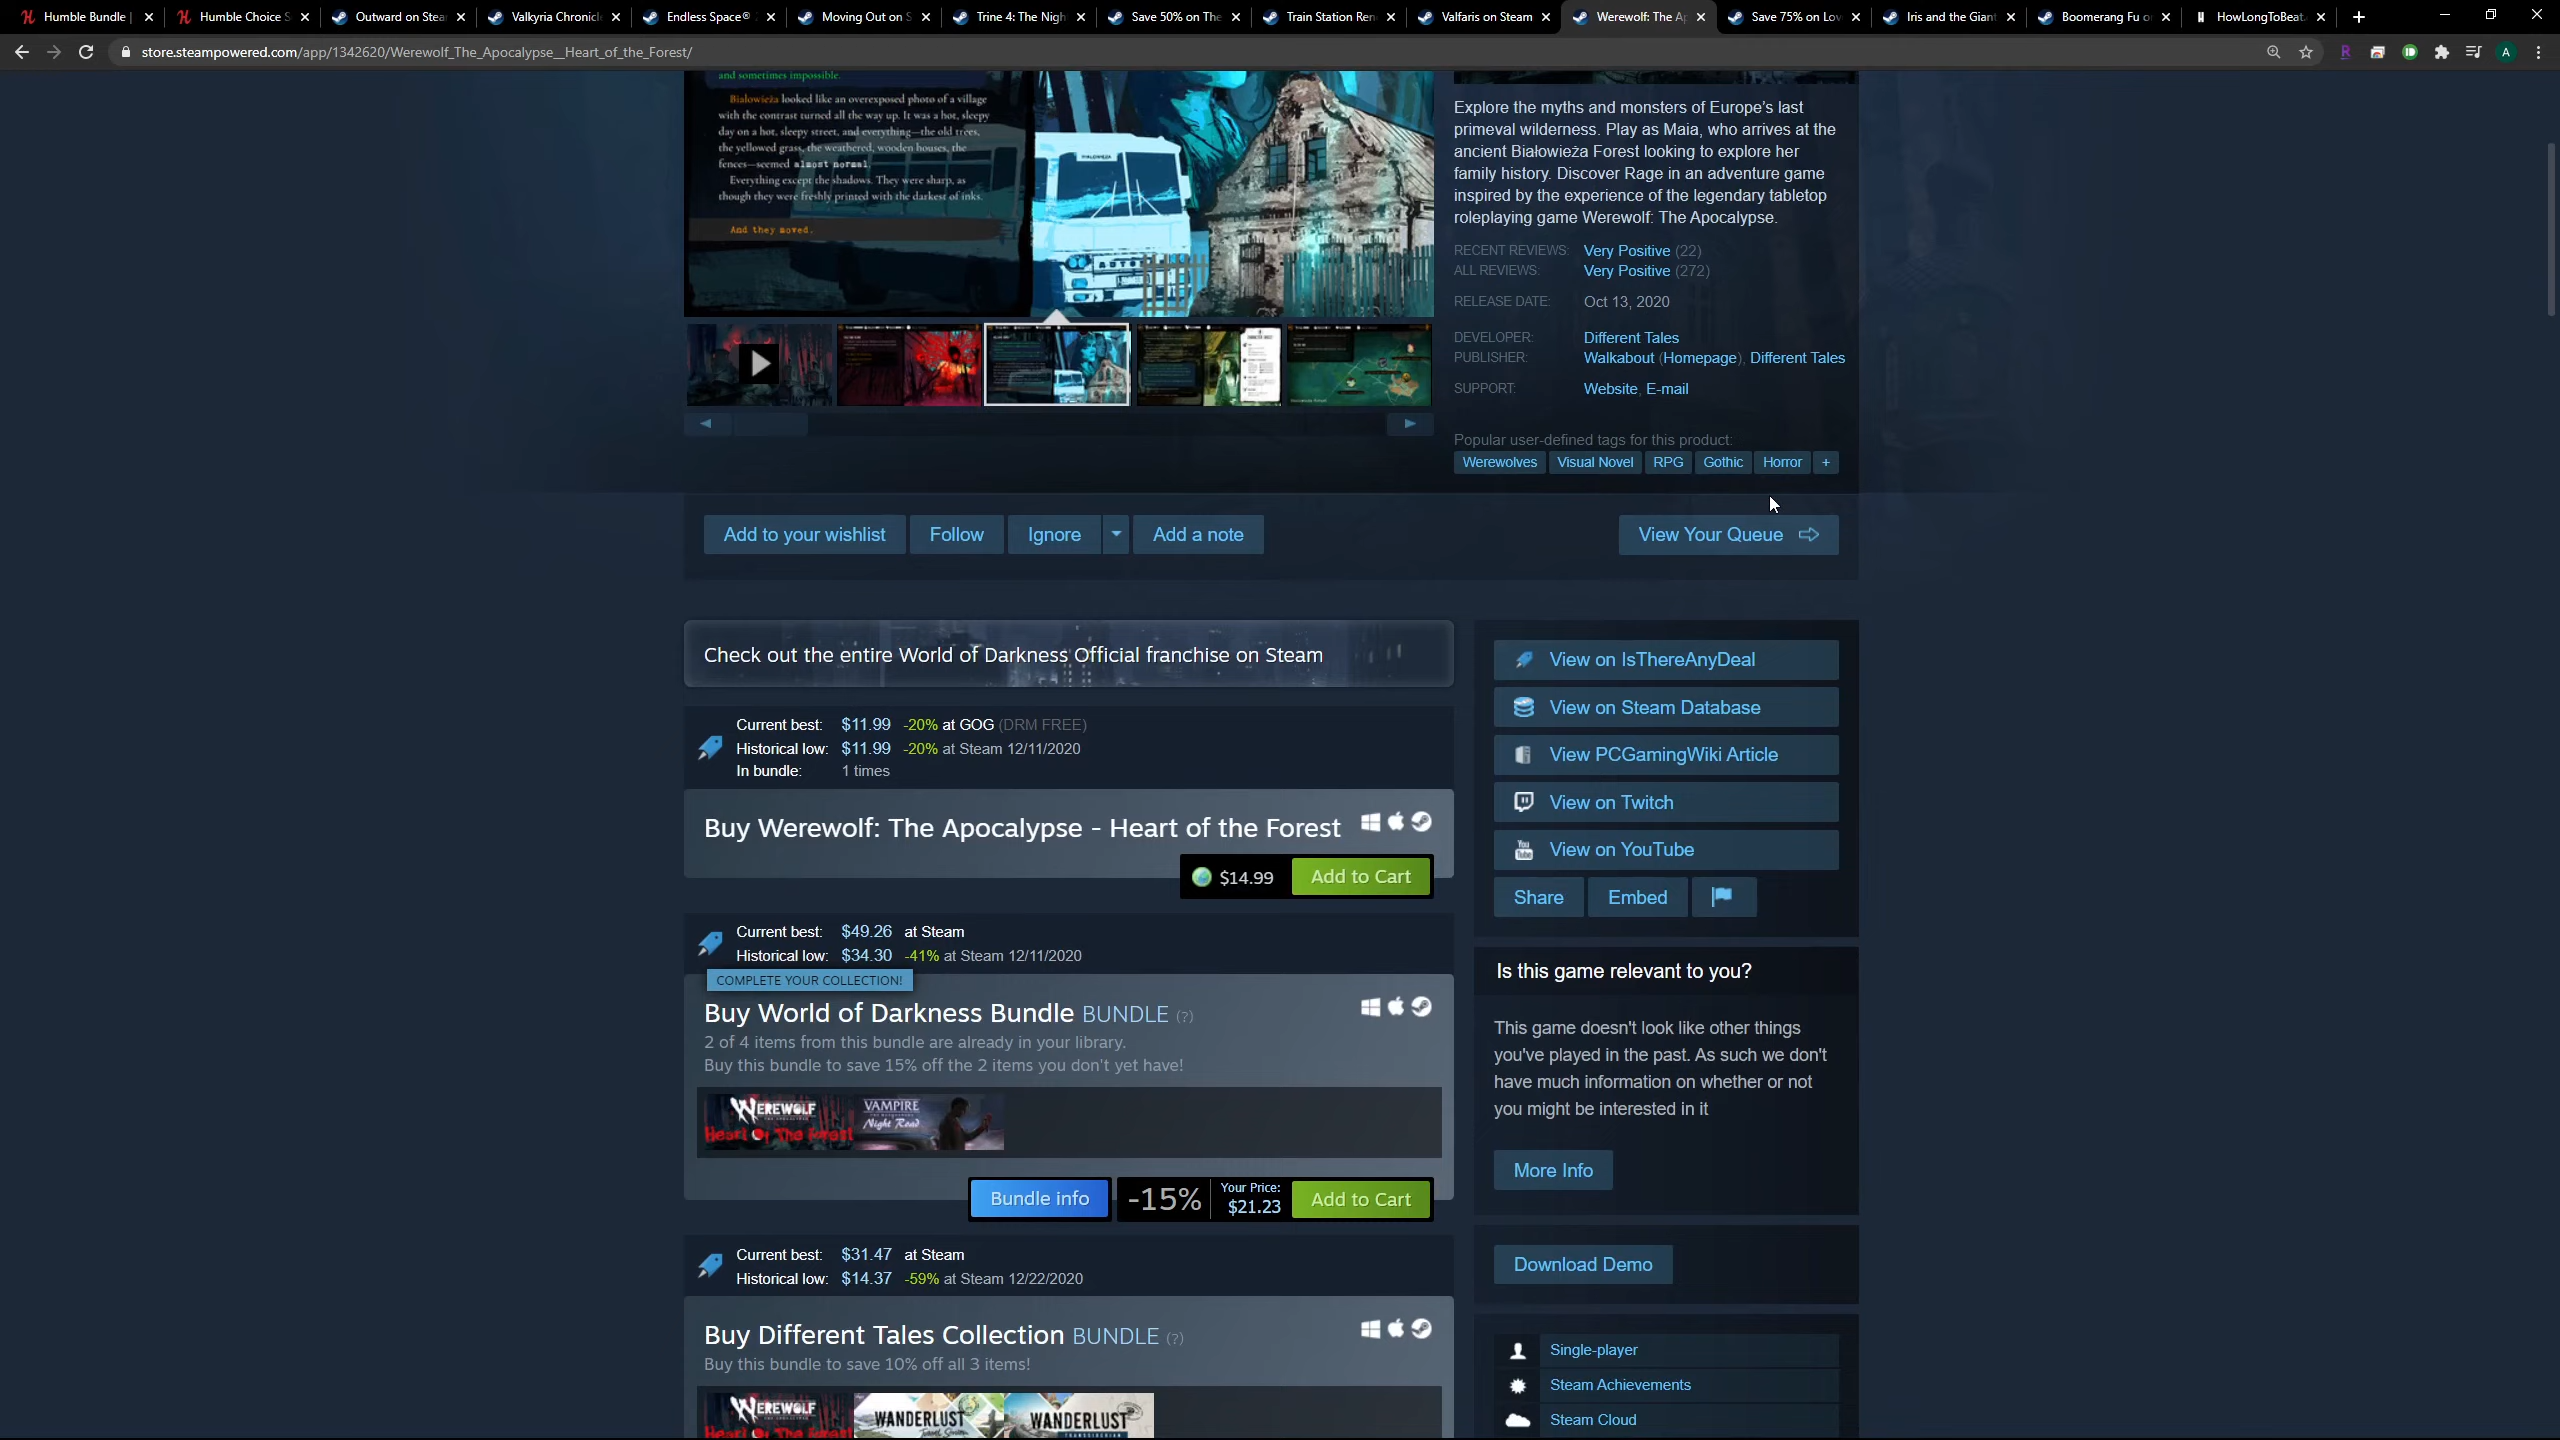 Humble Bundle |
Humble Choice S
Outward on Stea
Valkyria Chronicl
Endless Space®
Moving Out on S
Trine 4: The Nigh
Save 50% on The
Train Station Ren
Valfaris on Steam
Werewolf: The Ap
Save 75% on Lov
Iris and the Giant
Boomerang Fu o
HowLongToBeat
store.steampowered.com/app/1342620/Werewolf_The_Apocalypse__Heart_of_the_Forest/
and sometimes impossible.
Białowieża looked like an overexposed photo of a village
with the contrast turned all the way up. It was a hot, sleepy
day on a hot, sleepy street, and everything—the old trees,
the yellowed grass, the weathered, wooden houses, the
fences—seemed almost normal.
Everything except the shadows. They were sharp, as
though they were freshly printed with the darkest of inks.
And they moved.
Explore the myths and monsters of Europe's last
primeval wilderness. Play as Maia, who arrives at the
ancient Białowieża Forest looking to explore her
family history. Discover Rage in an adventure game
inspired by the experience of the legendary tabletop
roleplaying game Werewolf: The Apocalypse.
RECENT REVIEWS: Very Positive (22)
ALL REVIEWS: Very Positive (272)
RELEASE DATE: Oct 13, 2020
DEVELOPER: Different Tales
PUBLISHER: Walkabout (Homepage), Different Tales
SUPPORT: Website, E-mail
Popular user-defined tags for this product:
Werewolves Visual Novel RPG Gothic Horror +
Add to your wishlist Follow Ignore Add a note View Your Queue
Check out the entire World of Darkness Official franchise on Steam
Current best: $11.99 -20% at GOG (DRM FREE)
Historical low: $11.99 -20% at Steam 12/11/2020
In bundle: 1 times
Buy Werewolf: The Apocalypse - Heart of the Forest
$14.99 Add to Cart
Current best: $49.26 at Steam
Historical low: $34.30 -41% at Steam 12/11/2020
COMPLETE YOUR COLLECTION!
Buy World of Darkness Bundle BUNDLE (?)
2 of 4 items from this bundle are already in your library.
Buy this bundle to save 15% off the 2 items you don't yet have!
WEREWOLF
Heart Of The Forest
VAMPIRE
Night Road
Bundle info -15% Your Price: $21.23 Add to Cart
Current best: $31.47 at Steam
Historical low: $14.37 -59% at Steam 12/22/2020
Buy Different Tales Collection BUNDLE (?)
Buy this bundle to save 10% off all 3 items!
WEREWOLF
Heart Of The Forest
WANDERLUST
Travel Stories
WANDERLUST
TRANSSIBERIAN
View on IsThereAnyDeal
View on Steam Database
View PCGamingWiki Article
View on Twitch
View on YouTube
Share Embed
Is this game relevant to you?
This game doesn't look like other things
you've played in the past. As such we don't
have much information on whether or not
you might be interested in it
More Info
Download Demo
Single-player
Steam Achievements
Steam Cloud